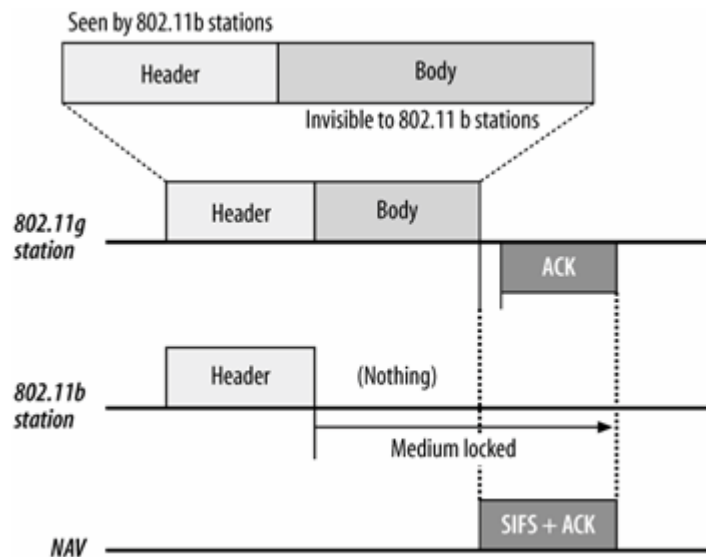 Seen by 802.11b stations
Header
Body
Invisible to 802.11 b stations
802.11g
station
Header
Body
ACK
802.11b
station
Header
(Nothing)
Medium locked
NAV
SIFS + ACK